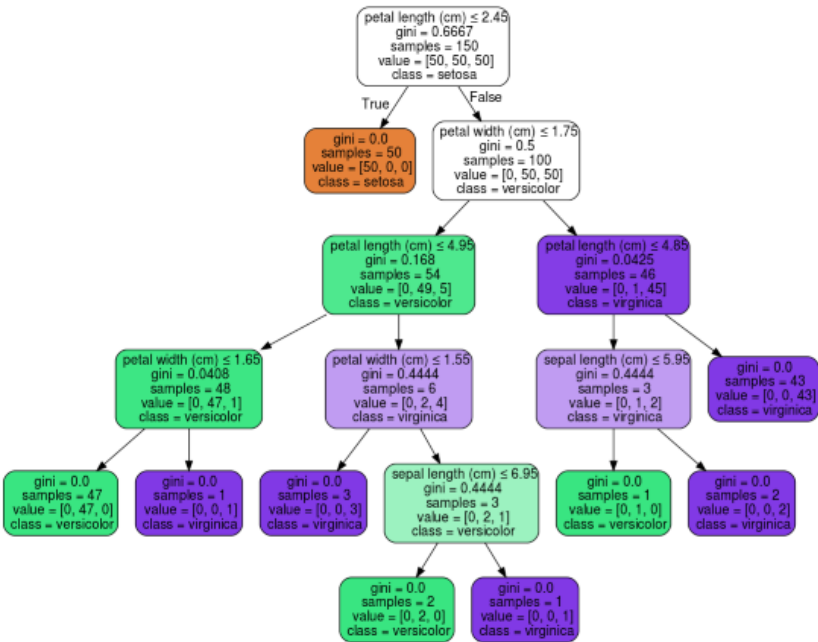 petal length (cm) ≤ 2.45
gini = 0.6667
samples = 150
value = [50, 50, 50]
class = setosa
True
False
gini = 0.0
samples = 50
value = [50, 0, 0]
class = setosa
petal width (cm) ≤ 1.75
gini = 0.5
samples = 100
value = [0, 50, 50]
class = versicolor
petal length (cm) ≤ 4.95
gini = 0.168
samples = 54
value = [0, 49, 5]
class = versicolor
petal length (cm) ≤ 4.85
gini = 0.0425
samples = 46
value = [0, 1, 45]
class = virginica
petal width (cm) ≤ 1.65
gini = 0.0408
samples = 48
value = [0, 47, 1]
class = versicolor
petal width (cm) ≤ 1.55
gini = 0.4444
samples = 6
value = [0, 2, 4]
class = virginica
sepal length (cm) ≤ 5.95
gini = 0.4444
samples = 3
value = [0, 1, 2]
class = virginica
gini = 0.0
samples = 43
value = [0, 0, 43]
class = virginica
gini = 0.0
samples = 47
value = [0, 47, 0]
class = versicolor
gini = 0.0
samples = 1
value = [0, 0, 1]
class = virginica
gini = 0.0
samples = 3
value = [0, 0, 3]
class = virginica
sepal length (cm) ≤ 6.95
gini = 0.4444
samples = 3
value = [0, 2, 1]
class = versicolor
gini = 0.0
samples = 1
value = [0, 1, 0]
class = versicolor
gini = 0.0
samples = 2
value = [0, 0, 2]
class = virginica
gini = 0.0
samples = 2
value = [0, 2, 0]
class = versicolor
gini = 0.0
samples = 1
value = [0, 0, 1]
class = virginica